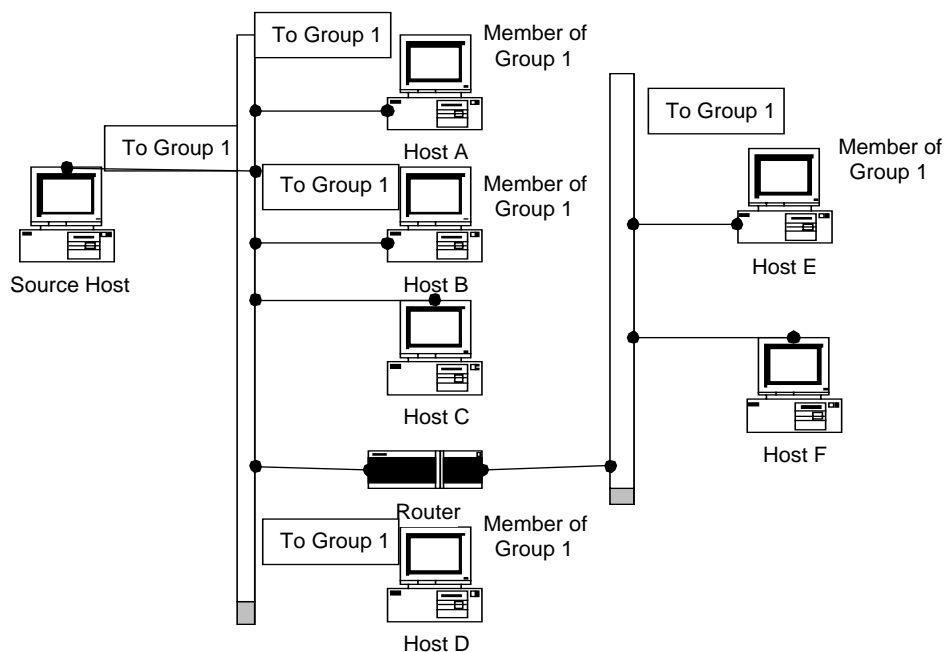 To Group 1
Member of
Group 1
Host A
To Group 1
Source Host
To Group 1
Member of
Group 1
Host B
Host C
Router
To Group 1
Member of
Group 1
Host D
To Group 1
Member of
Group 1
Host E
Host F